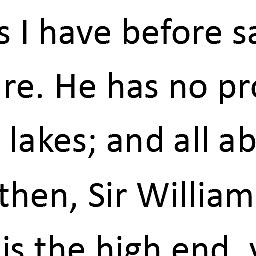 s I have before sa
re. He has no pro
lakes; and all ab
then, Sir William
is the high end, y